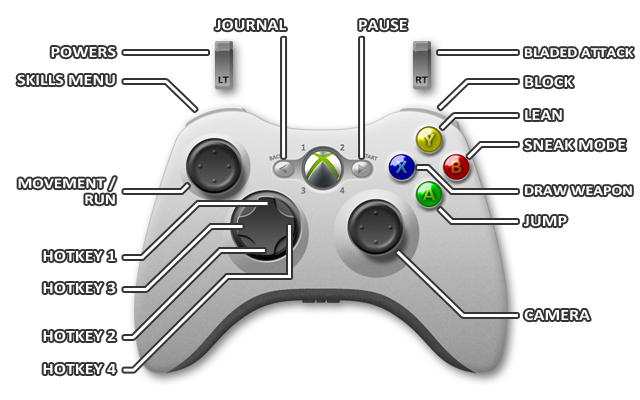 JOURNAL
PAUSE
POWERS
BLADED ATTACK
LT
RT
SKILLS MENU
BLOCK
LEAN
Y
SNEAK MODE
1
2
BACK
START
X
B
MOVEMENT /
RUN
3
4
DRAW WEAPON
A
JUMP
HOTKEY 1
HOTKEY 3
CAMERA
HOTKEY 2
HOTKEY 4